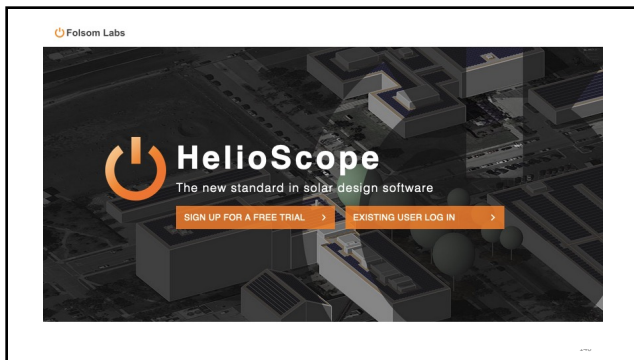 Folsom Labs
HelioScope
The new standard in solar design software
SIGN UP FOR A FREE TRIAL >
EXISTING USER LOG IN >